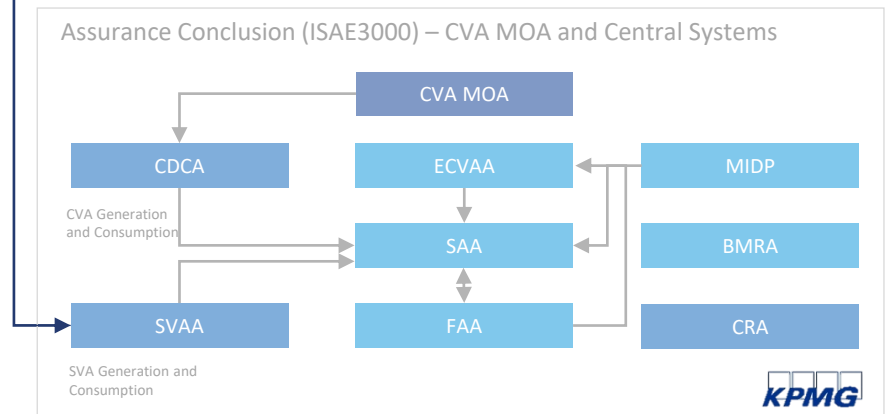 Assurance Conclusion (ISAE3000) – CVA MOA and Central Systems
CVA MOA
CDCA
ECVAA
MIDP
CVA Generation
and Consumption
SAA
BMRA
SVAA
FAA
CRA
SVA Generation and
Consumption
KPMG